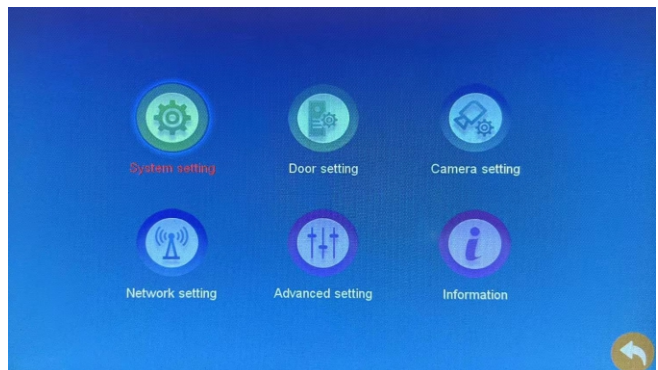 System setting
Door setting
Camera setting
Network setting
Advanced setting
Information